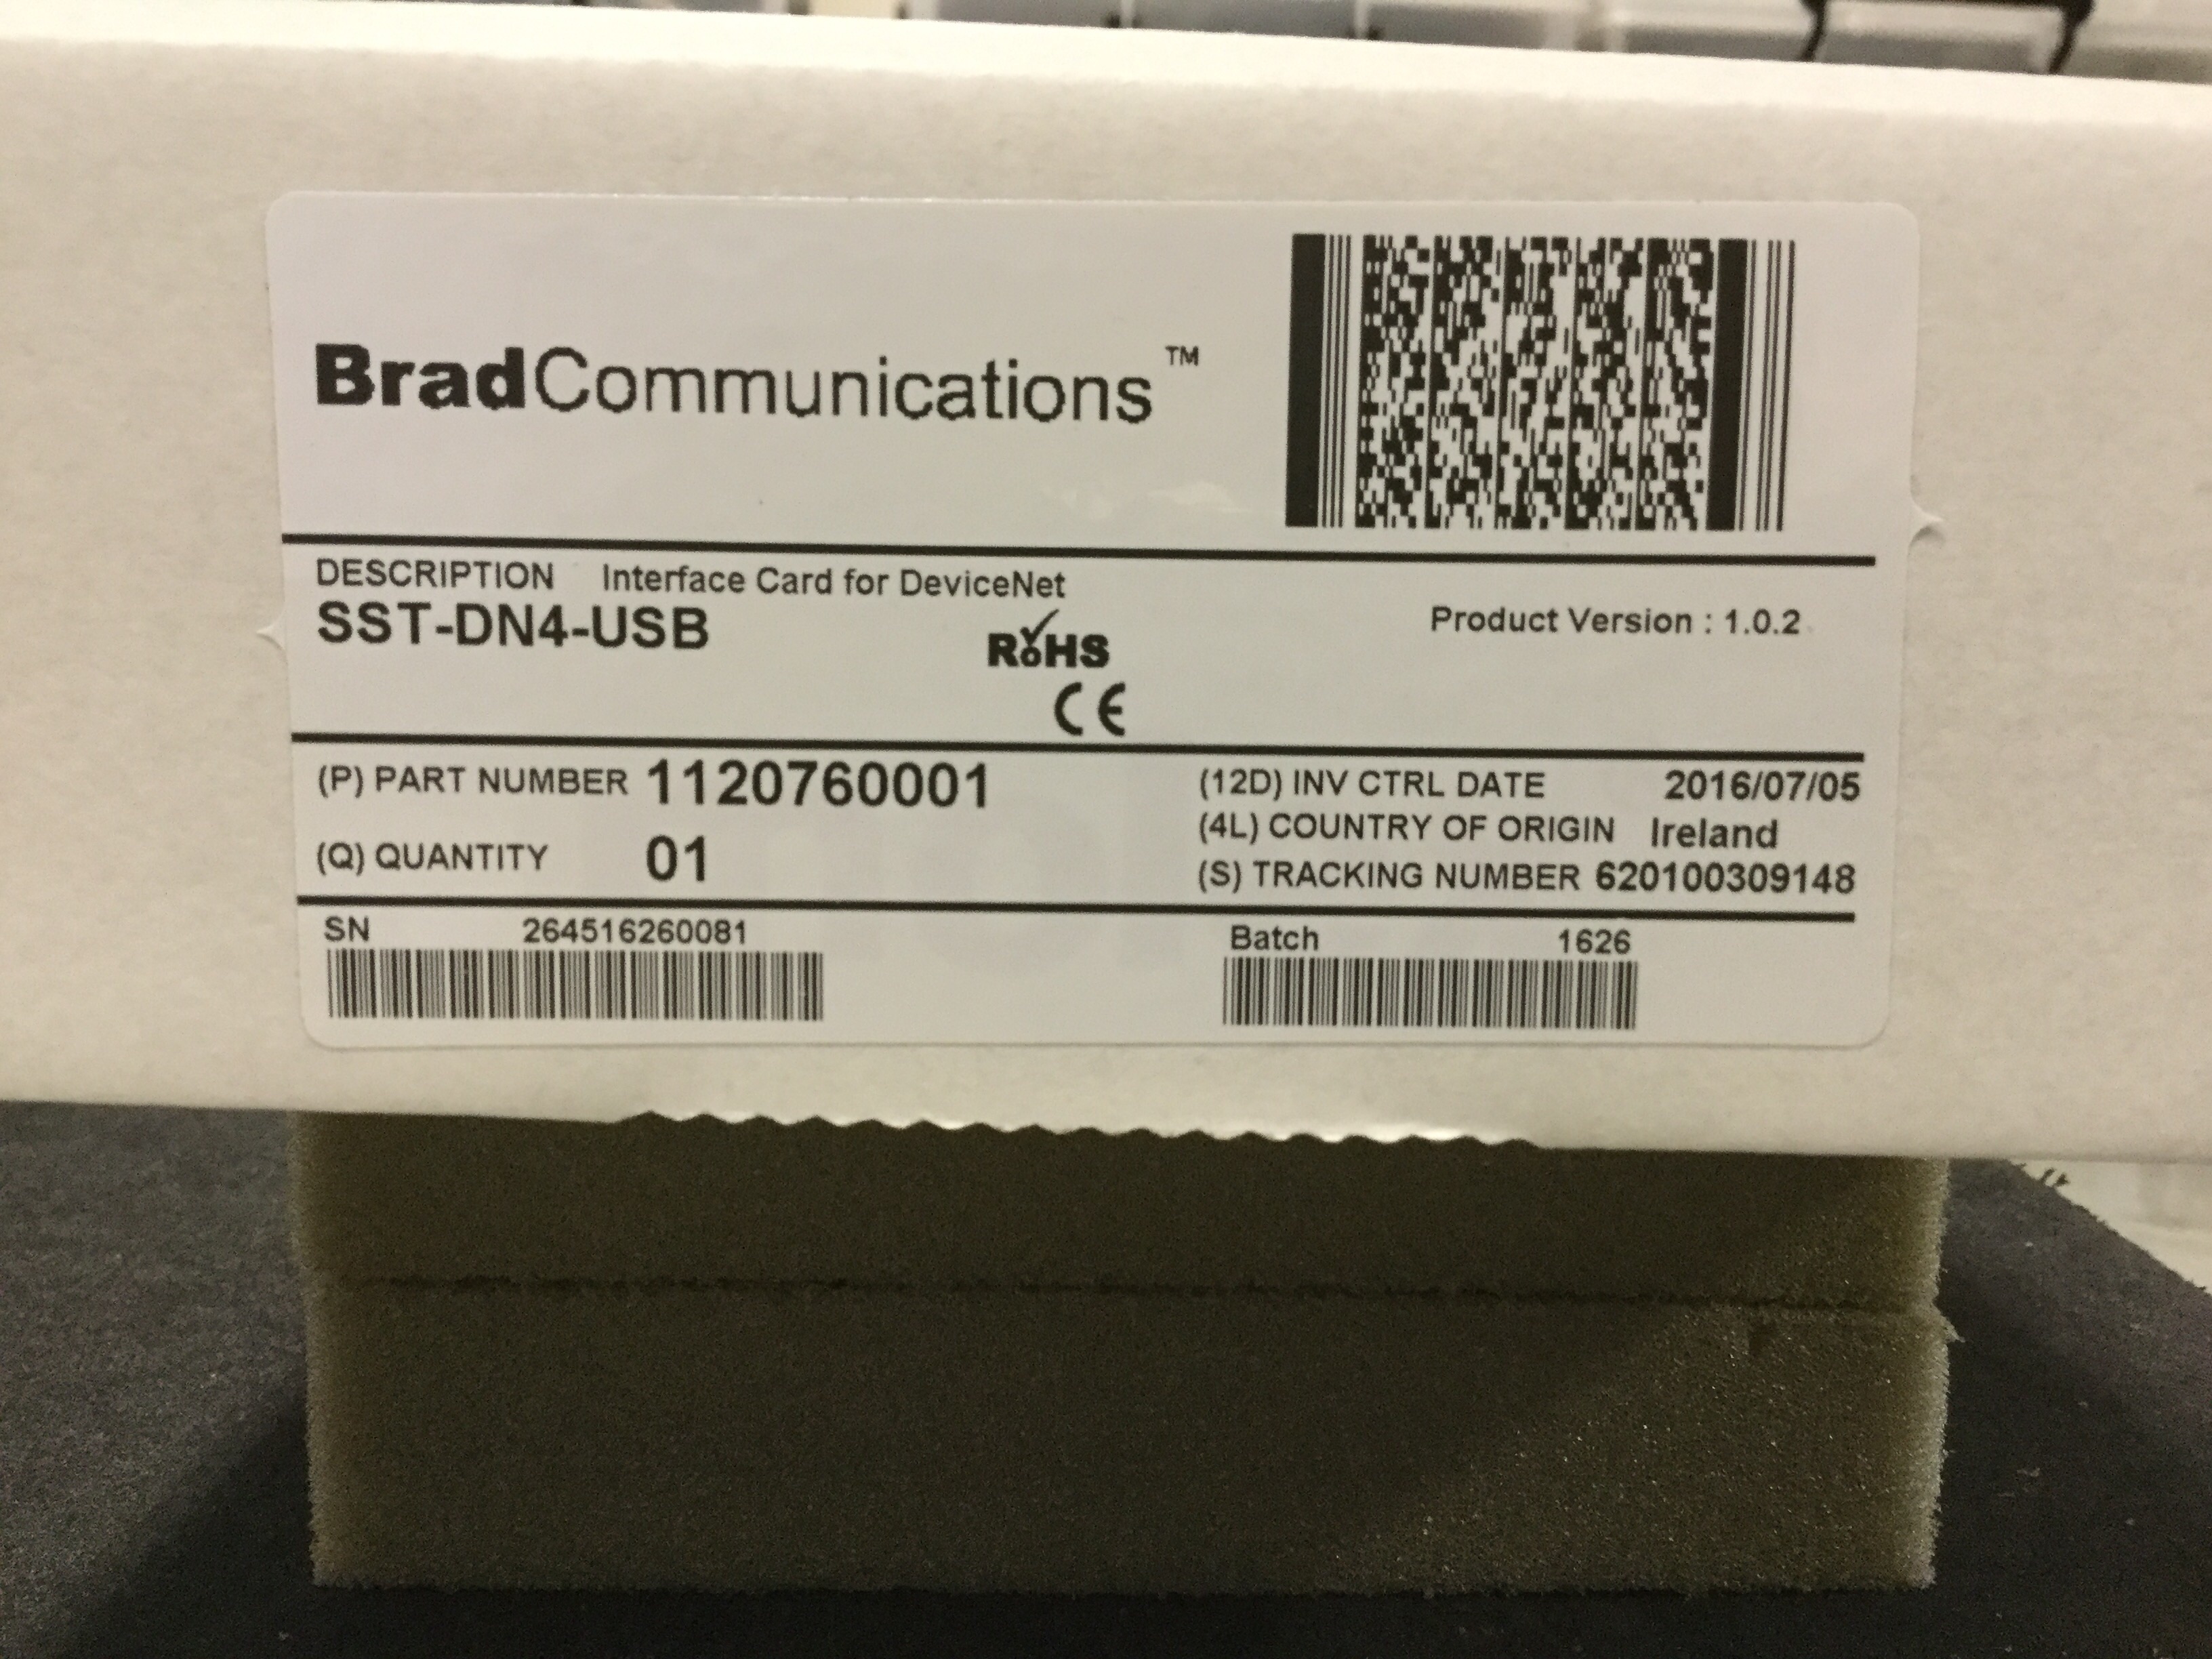 BradCommunications™
DESCRIPTION Interface Card for DeviceNet
SST-DN4-USB
RoHS
CE
Product Version : 1.0.2
(P) PART NUMBER 1120760001
(Q) QUANTITY 01
(12D) INV CTRL DATE 2016/07/05
(4L) COUNTRY OF ORIGIN Ireland
(S) TRACKING NUMBER 620100309148
SN 264516260081
Batch 1626